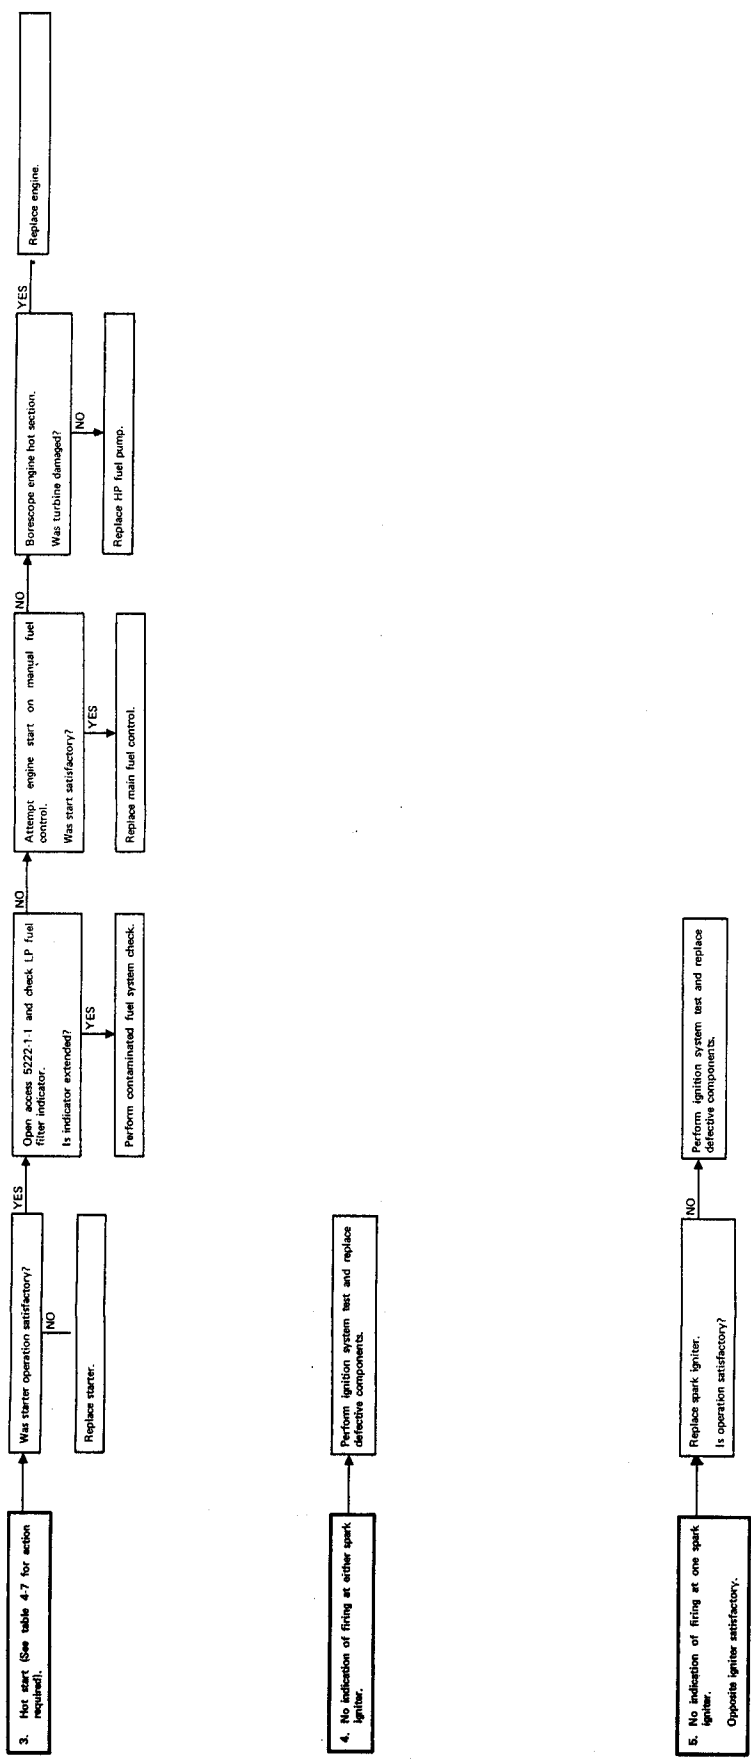 3. Hot start (See table 4-7 for action
required).
Was starter operation satisfactory?
NO
Replace starter.
YES
Open access 5222-1-1 and check LP fuel
filter indicator.
Is indicator extended?
YES
Perform contaminated fuel system check.
NO
Attempt engine start on manual fuel
control.
Was start satisfactory?
YES
Replace main fuel control.
NO
Borescope engine hot section.
Was turbine damaged?
NO
Replace HP fuel pump.
YES
Replace engine.
4. No indication of firing at either spark
igniter.
Perform ignition system test and replace
defective components.
5. No indication of firing at one spark
igniter.
Opposite igniter satisfactory.
Replace spark igniter.
Is operation satisfactory?
NO
Perform ignition system test and replace
defective components.